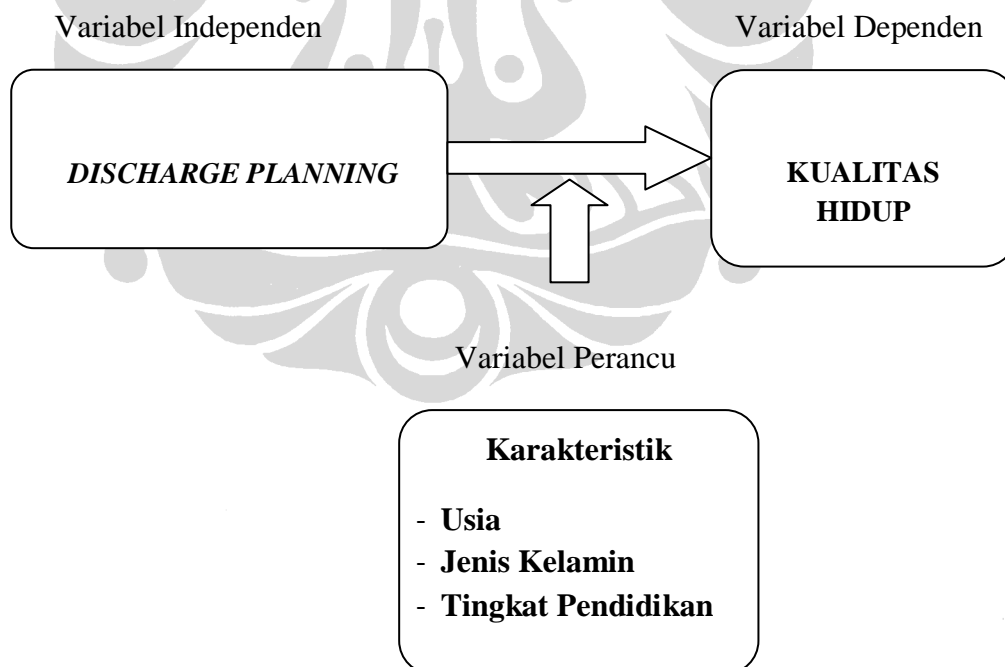 Variabel Independen
Variabel Dependen
DISCHARGE PLANNING
KUALITAS
HIDUP
Variabel Perancu
Karakteristik
- Usia
- Jenis Kelamin
- Tingkat Pendidikan